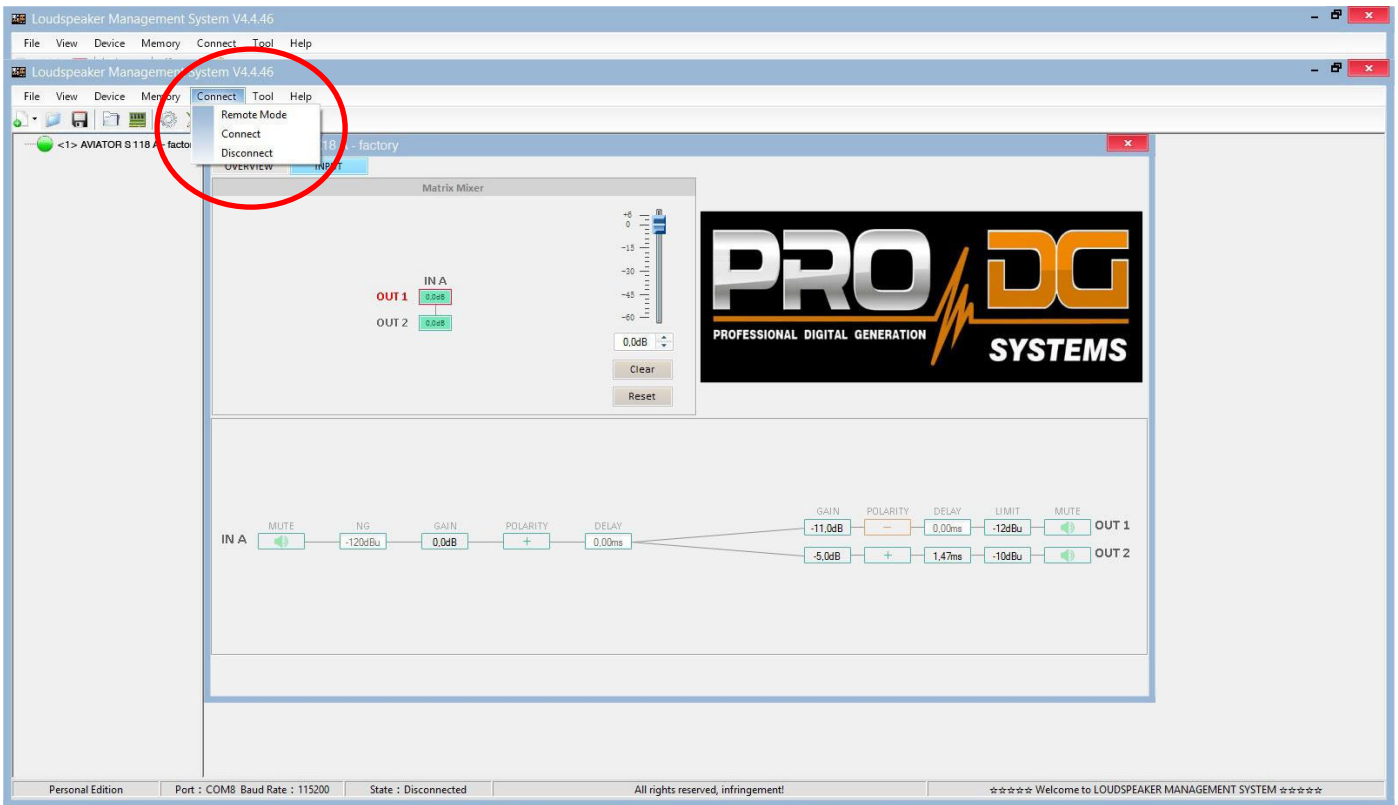 Loudspeaker Management System V4.4.46
File View Device Memory Connect Tool Help
Loudspeaker Management System V4.4.46
File View Device Memory Connect Tool Help
Remote Mode
Connect
Disconnect
<1> AVIATOR S 118 A - facto
18 A - factory
OVERVIEW INPUT
Matrix Mixer
+6
0
-15
-30
-45
-60
IN A
OUT 1 0,0dB
OUT 2 0,0dB
0,0dB
Clear
Reset
PRO DG
PROFESSIONAL DIGITAL GENERATION
SYSTEMS
MUTE NG GAIN POLARITY DELAY
IN A -120dBu 0,0dB + 0,00ms
GAIN POLARITY DELAY LIMIT MUTE
-11,0dB − 0,00ms -12dBu OUT 1
-5,0dB + 1,47ms -10dBu OUT 2
Personal Edition Port : COM8 Baud Rate : 115200 State : Disconnected All rights reserved, infringement! ☆☆☆☆☆ Welcome to LOUDSPEAKER MANAGEMENT SYSTEM ☆☆☆☆☆